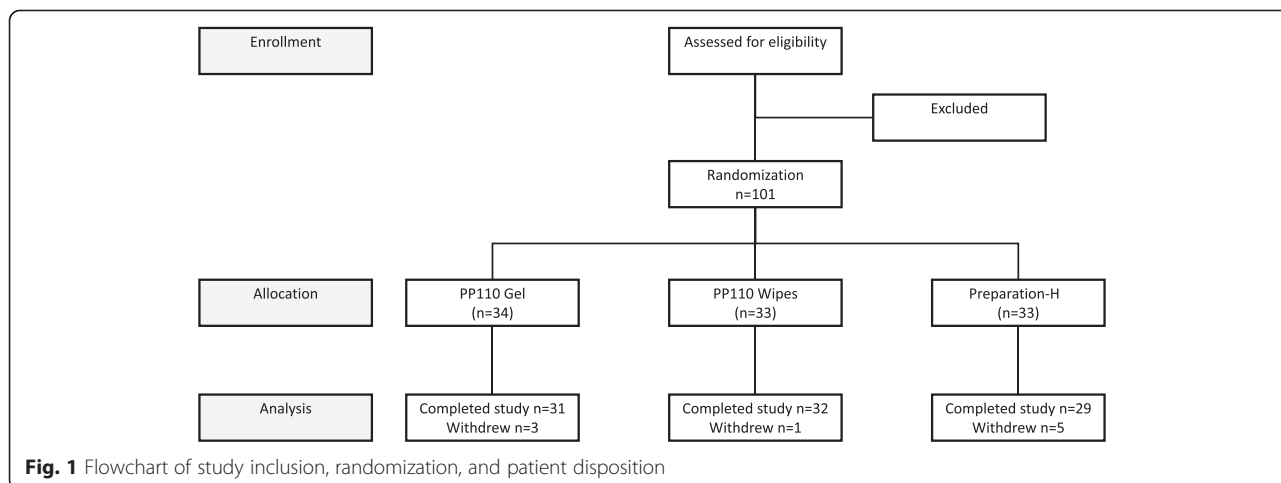 Enrollment
Assessed for eligibility
Excluded
Randomization
n=101
Allocation
PP110 Gel
(n=34)
PP110 Wipes
(n=33)
Preparation-H
(n=33)
Analysis
Completed study n=31
Withdrew n=3
Completed study n=32
Withdrew n=1
Completed study n=29
Withdrew n=5
Fig. 1 Flowchart of study inclusion, randomization, and patient disposition